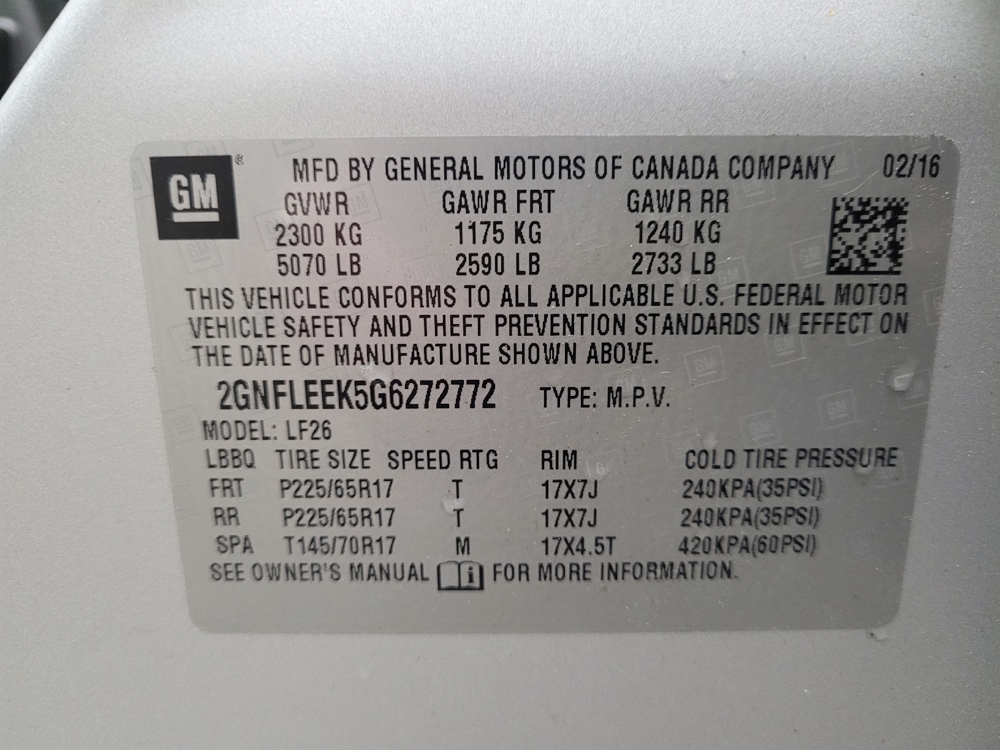 GM ® MFD BY GENERAL MOTORS OF CANADA COMPANY 02/16
GVWR GAWR FRT GAWR RR
2300 KG 1175 KG 1240 KG
5070 LB 2590 LB 2733 LB
THIS VEHICLE CONFORMS TO ALL APPLICABLE U.S. FEDERAL MOTOR
VEHICLE SAFETY AND THEFT PREVENTION STANDARDS IN EFFECT ON
THE DATE OF MANUFACTURE SHOWN ABOVE.
2GNFLEEK5G6272772 TYPE: M.P.V.
MODEL: LF26
LBBQ TIRE SIZE SPEED RTG RIM COLD TIRE PRESSURE
FRT P225/65R17 T 17X7J 240KPA(35PSI)
RR P225/65R17 T 17X7J 240KPA(35PSI)
SPA T145/70R17 M 17X4.5T 420KPA(60PSI)
SEE OWNER'S MANUAL i FOR MORE INFORMATION.